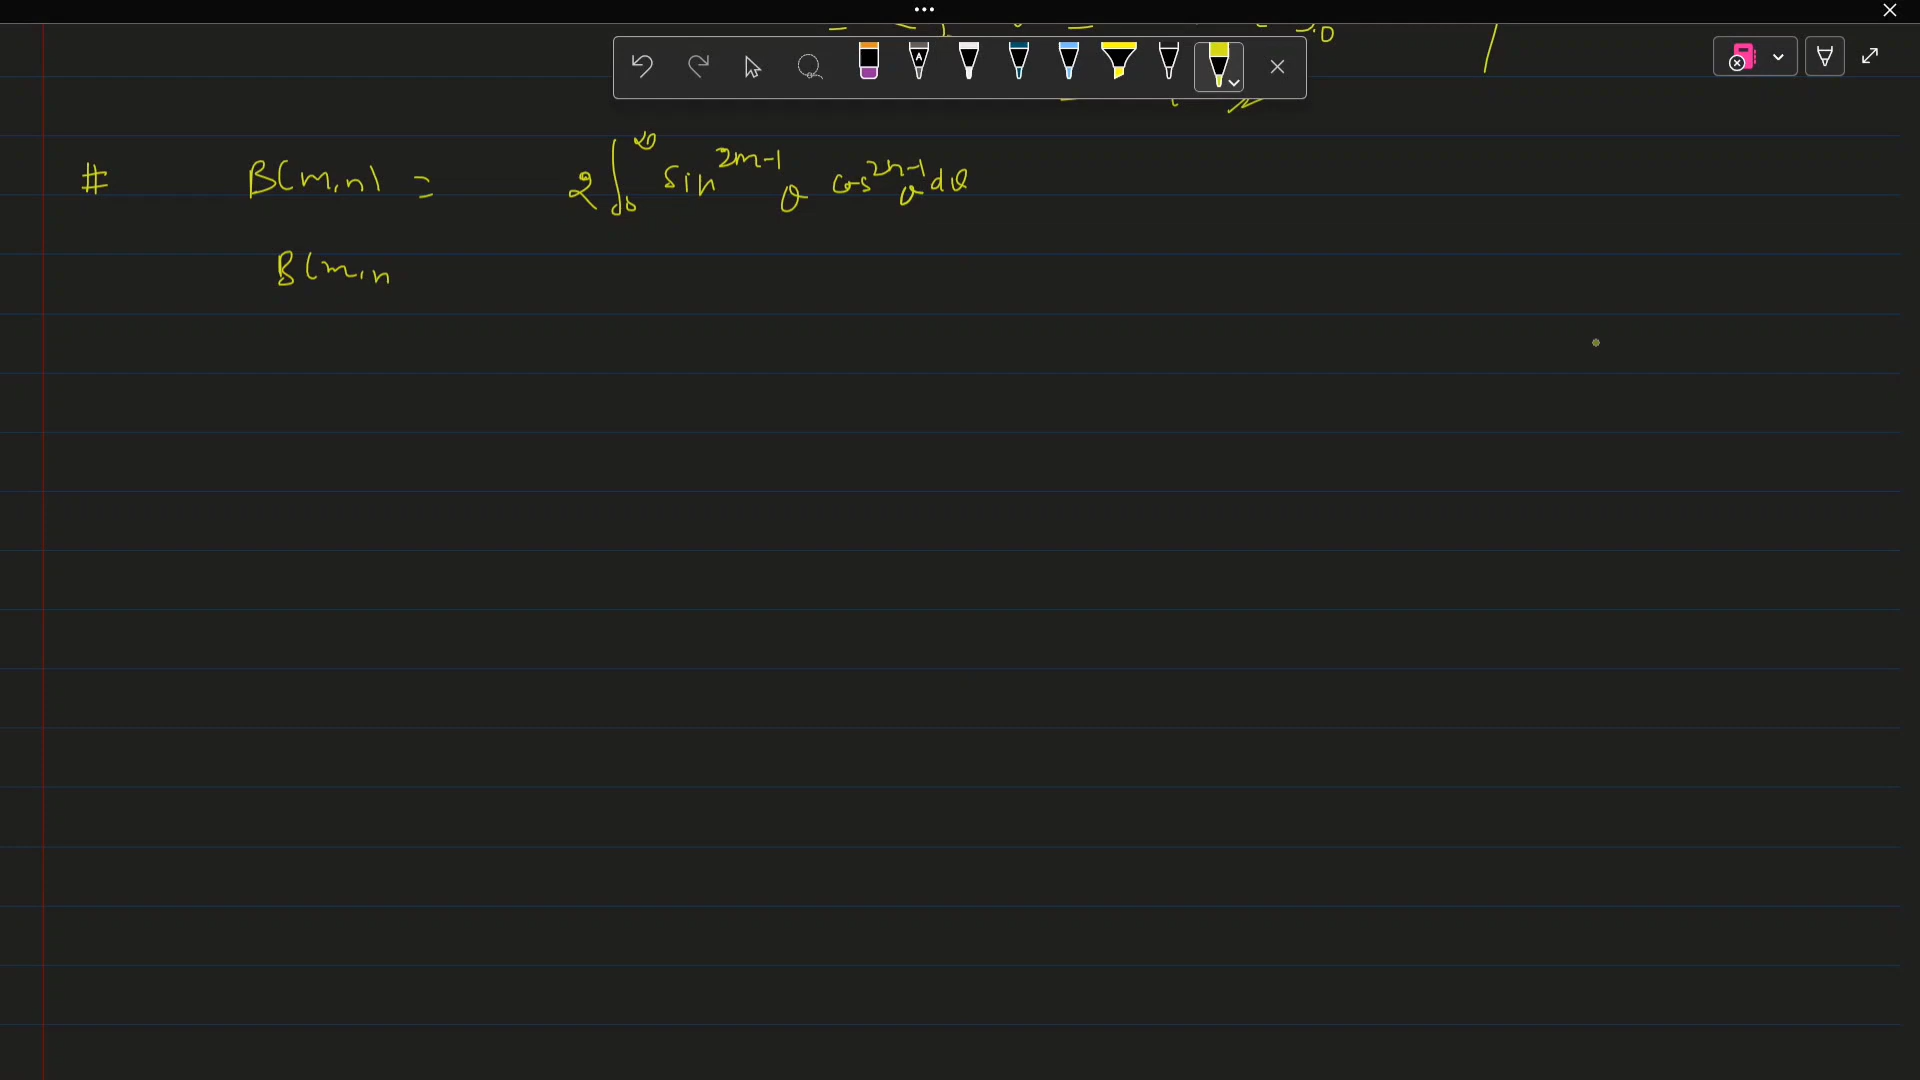 # B(m,n) = 2∫₀^∞ sin^{2m-1} θ cos^{2n-1} θ dθ
B(m,n